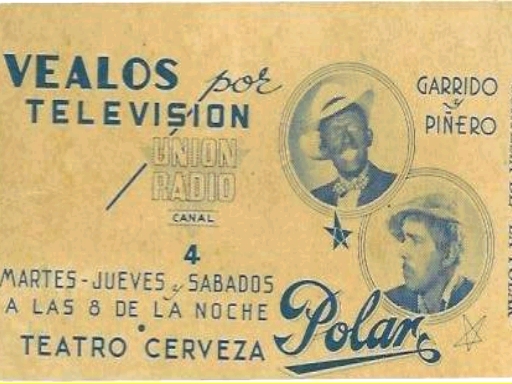 VEALOS por
TELEVISION
UNION
RADIO
CANAL
4
MARTES - JUEVES y SABADOS
A LAS 8 DE LA NOCHE
TEATRO CERVEZA Polar
GARRIDO
y
PIÑERO